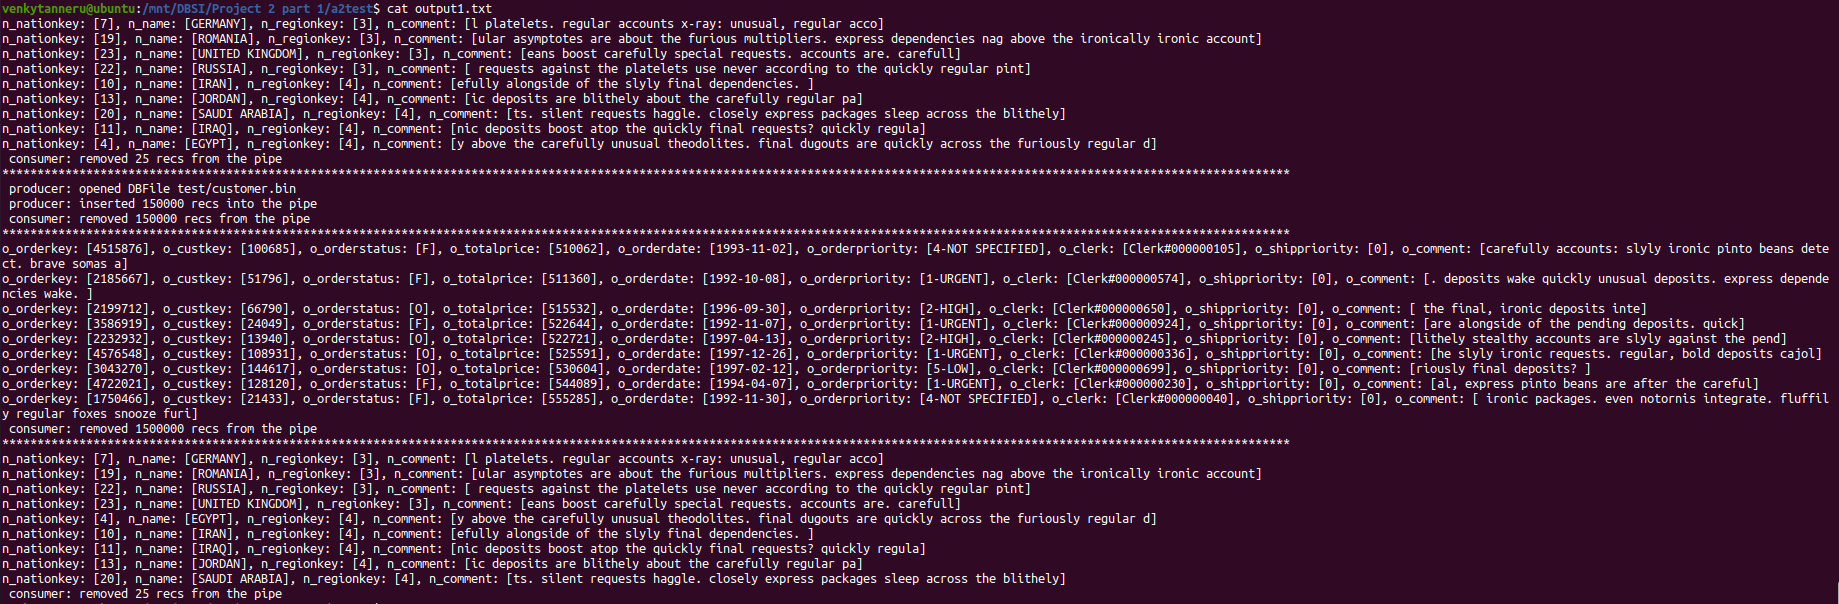 venkytanneru@ubuntu:/mnt/DBSI/Project 2 part 1/a2test$ cat output1.txt
n_nationkey: [7], n_name: [GERMANY], n_regionkey: [3], n_comment: [l platelets. regular accounts x-ray: unusual, regular acco]
n_nationkey: [19], n_name: [ROMANIA], n_regionkey: [3], n_comment: [ular asymptotes are about the furious multipliers. express dependencies nag above the ironically ironic account]
n_nationkey: [23], n_name: [UNITED KINGDOM], n_regionkey: [3], n_comment: [eans boost carefully special requests. accounts are. carefull]
n_nationkey: [22], n_name: [RUSSIA], n_regionkey: [3], n_comment: [ requests against the platelets use never according to the quickly regular pint]
n_nationkey: [10], n_name: [IRAN], n_regionkey: [4], n_comment: [efully alongside of the slyly final dependencies. ]
n_nationkey: [13], n_name: [JORDAN], n_regionkey: [4], n_comment: [ic deposits are blithely about the carefully regular pa]
n_nationkey: [20], n_name: [SAUDI ARABIA], n_regionkey: [4], n_comment: [ts. silent requests haggle. closely express packages sleep across the blithely]
n_nationkey: [11], n_name: [IRAQ], n_regionkey: [4], n_comment: [nic deposits boost atop the quickly final requests? quickly regula]
n_nationkey: [4], n_name: [EGYPT], n_regionkey: [4], n_comment: [y above the carefully unusual theodolites. final dugouts are quickly across the furiously regular d]
 consumer: removed 25 recs from the pipe
****************************************************************************************************************************************************************************************
 producer: opened DBFile test/customer.bin
 producer: inserted 150000 recs into the pipe
 consumer: removed 150000 recs from the pipe
****************************************************************************************************************************************************************************************
o_orderkey: [4515876], o_custkey: [100685], o_orderstatus: [F], o_totalprice: [510062], o_orderdate: [1993-11-02], o_orderpriority: [4-NOT SPECIFIED], o_clerk: [Clerk#000000105], o_shippriority: [0], o_comment: [carefully accounts: slyly ironic pinto beans dete
ct. brave somas a]
o_orderkey: [2185667], o_custkey: [51796], o_orderstatus: [F], o_totalprice: [511360], o_orderdate: [1992-10-08], o_orderpriority: [1-URGENT], o_clerk: [Clerk#000000574], o_shippriority: [0], o_comment: [. deposits wake quickly unusual deposits. express depende
ncies wake. ]
o_orderkey: [2199712], o_custkey: [66790], o_orderstatus: [O], o_totalprice: [515532], o_orderdate: [1996-09-30], o_orderpriority: [2-HIGH], o_clerk: [Clerk#000000650], o_shippriority: [0], o_comment: [ the final, ironic deposits inte]
o_orderkey: [3586919], o_custkey: [24049], o_orderstatus: [F], o_totalprice: [522644], o_orderdate: [1992-11-07], o_orderpriority: [1-URGENT], o_clerk: [Clerk#000000924], o_shippriority: [0], o_comment: [are alongside of the pending deposits. quick]
o_orderkey: [2232932], o_custkey: [13940], o_orderstatus: [O], o_totalprice: [522721], o_orderdate: [1997-04-13], o_orderpriority: [2-HIGH], o_clerk: [Clerk#000000245], o_shippriority: [0], o_comment: [lithely stealthy accounts are slyly against the pend]
o_orderkey: [4576548], o_custkey: [108931], o_orderstatus: [O], o_totalprice: [525591], o_orderdate: [1997-12-26], o_orderpriority: [1-URGENT], o_clerk: [Clerk#000000336], o_shippriority: [0], o_comment: [he slyly ironic requests. regular, bold deposits cajol]
o_orderkey: [3043270], o_custkey: [144617], o_orderstatus: [O], o_totalprice: [530604], o_orderdate: [1997-02-12], o_orderpriority: [5-LOW], o_clerk: [Clerk#000000699], o_shippriority: [0], o_comment: [riously final deposits? ]
o_orderkey: [4722021], o_custkey: [128120], o_orderstatus: [F], o_totalprice: [544089], o_orderdate: [1994-04-07], o_orderpriority: [1-URGENT], o_clerk: [Clerk#000000230], o_shippriority: [0], o_comment: [al, express pinto beans are after the careful]
o_orderkey: [1750466], o_custkey: [21433], o_orderstatus: [F], o_totalprice: [555285], o_orderdate: [1992-11-30], o_orderpriority: [4-NOT SPECIFIED], o_clerk: [Clerk#000000040], o_shippriority: [0], o_comment: [ ironic packages. even notornis integrate. fluffil
y regular foxes snooze furi]
 consumer: removed 1500000 recs from the pipe
****************************************************************************************************************************************************************************************
n_nationkey: [7], n_name: [GERMANY], n_regionkey: [3], n_comment: [l platelets. regular accounts x-ray: unusual, regular acco]
n_nationkey: [19], n_name: [ROMANIA], n_regionkey: [3], n_comment: [ular asymptotes are about the furious multipliers. express dependencies nag above the ironically ironic account]
n_nationkey: [22], n_name: [RUSSIA], n_regionkey: [3], n_comment: [ requests against the platelets use never according to the quickly regular pint]
n_nationkey: [23], n_name: [UNITED KINGDOM], n_regionkey: [3], n_comment: [eans boost carefully special requests. accounts are. carefull]
n_nationkey: [4], n_name: [EGYPT], n_regionkey: [4], n_comment: [y above the carefully unusual theodolites. final dugouts are quickly across the furiously regular d]
n_nationkey: [10], n_name: [IRAN], n_regionkey: [4], n_comment: [efully alongside of the slyly final dependencies. ]
n_nationkey: [11], n_name: [IRAQ], n_regionkey: [4], n_comment: [nic deposits boost atop the quickly final requests? quickly regula]
n_nationkey: [13], n_name: [JORDAN], n_regionkey: [4], n_comment: [ic deposits are blithely about the carefully regular pa]
n_nationkey: [20], n_name: [SAUDI ARABIA], n_regionkey: [4], n_comment: [ts. silent requests haggle. closely express packages sleep across the blithely]
 consumer: removed 25 recs from the pipe